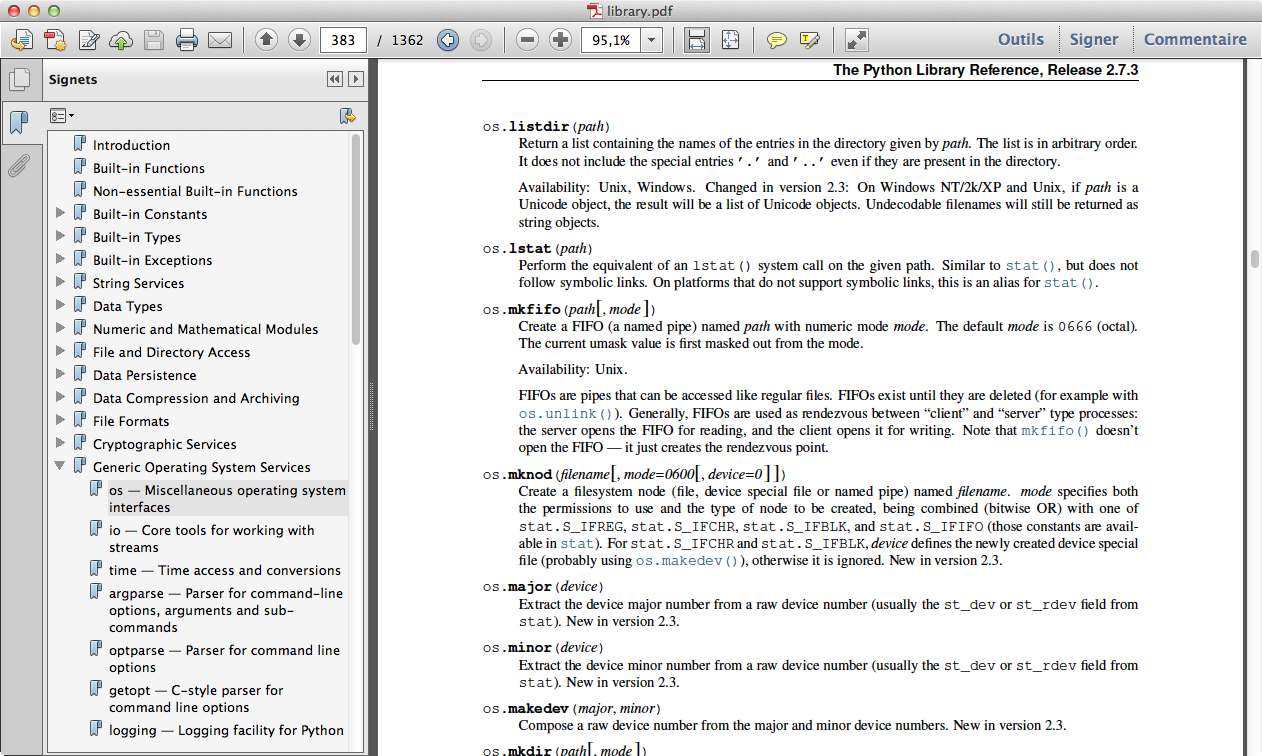 library.pdf
383 / 1362
95,1%
Outils
Signer
Commentaire
Signets
Introduction
Built-in Functions
Non-essential Built-in Functions
Built-in Constants
Built-in Types
Built-in Exceptions
String Services
Data Types
Numeric and Mathematical Modules
File and Directory Access
Data Persistence
Data Compression and Archiving
File Formats
Cryptographic Services
Generic Operating System Services
os — Miscellaneous operating system
interfaces
io — Core tools for working with
streams
time — Time access and conversions
argparse — Parser for command-line
options, arguments and sub-
commands
optparse — Parser for command line
options
getopt — C-style parser for
command line options
logging — Logging facility for Python
The Python Library Reference, Release 2.7.3
os.listdir(path)
Return a list containing the names of the entries in the directory given by path. The list is in arbitrary order.
It does not include the special entries '.' and '..' even if they are present in the directory.
Availability: Unix, Windows. Changed in version 2.3: On Windows NT/2k/XP and Unix, if path is a
Unicode object, the result will be a list of Unicode objects. Undecodable filenames will still be returned as
string objects.
os.lstat(path)
Perform the equivalent of an lstat() system call on the given path. Similar to stat(), but does not
follow symbolic links. On platforms that do not support symbolic links, this is an alias for stat().
os.mkfifo(path[, mode])
Create a FIFO (a named pipe) named path with numeric mode mode. The default mode is 0666 (octal).
The current umask value is first masked out from the mode.
Availability: Unix.
FIFOs are pipes that can be accessed like regular files. FIFOs exist until they are deleted (for example with
os.unlink()). Generally, FIFOs are used as rendezvous between “client” and “server” type processes:
the server opens the FIFO for reading, and the client opens it for writing. Note that mkfifo() doesn’t
open the FIFO — it just creates the rendezvous point.
os.mknod(filename[, mode=0600[, device=0]])
Create a filesystem node (file, device special file or named pipe) named filename. mode specifies both
the permissions to use and the type of node to be created, being combined (bitwise OR) with one of
stat.S_IFREG, stat.S_IFCHR, stat.S_IFBLK, and stat.S_IFIFO (those constants are avail-
able in stat). For stat.S_IFCHR and stat.S_IFBLK, device defines the newly created device special
file (probably using os.makedev()), otherwise it is ignored. New in version 2.3.
os.major(device)
Extract the device major number from a raw device number (usually the st_dev or st_rdev field from
stat). New in version 2.3.
os.minor(device)
Extract the device minor number from a raw device number (usually the st_dev or st_rdev field from
stat). New in version 2.3.
os.makedev(major, minor)
Compose a raw device number from the major and minor device numbers. New in version 2.3.
os.mkdir(path[, mode])